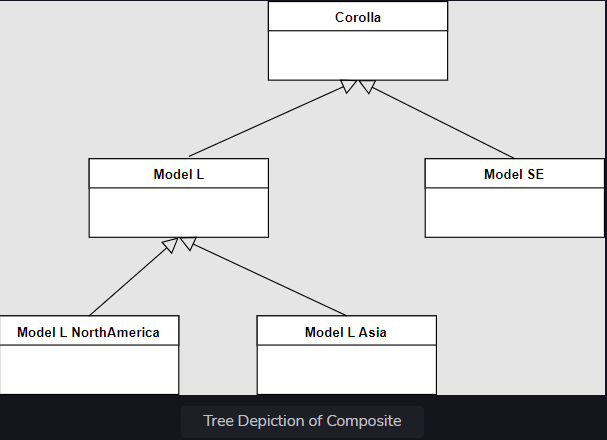 Corolla
Model L
Model SE
Model L NorthAmerica
Model L Asia
Tree Depiction of Composite